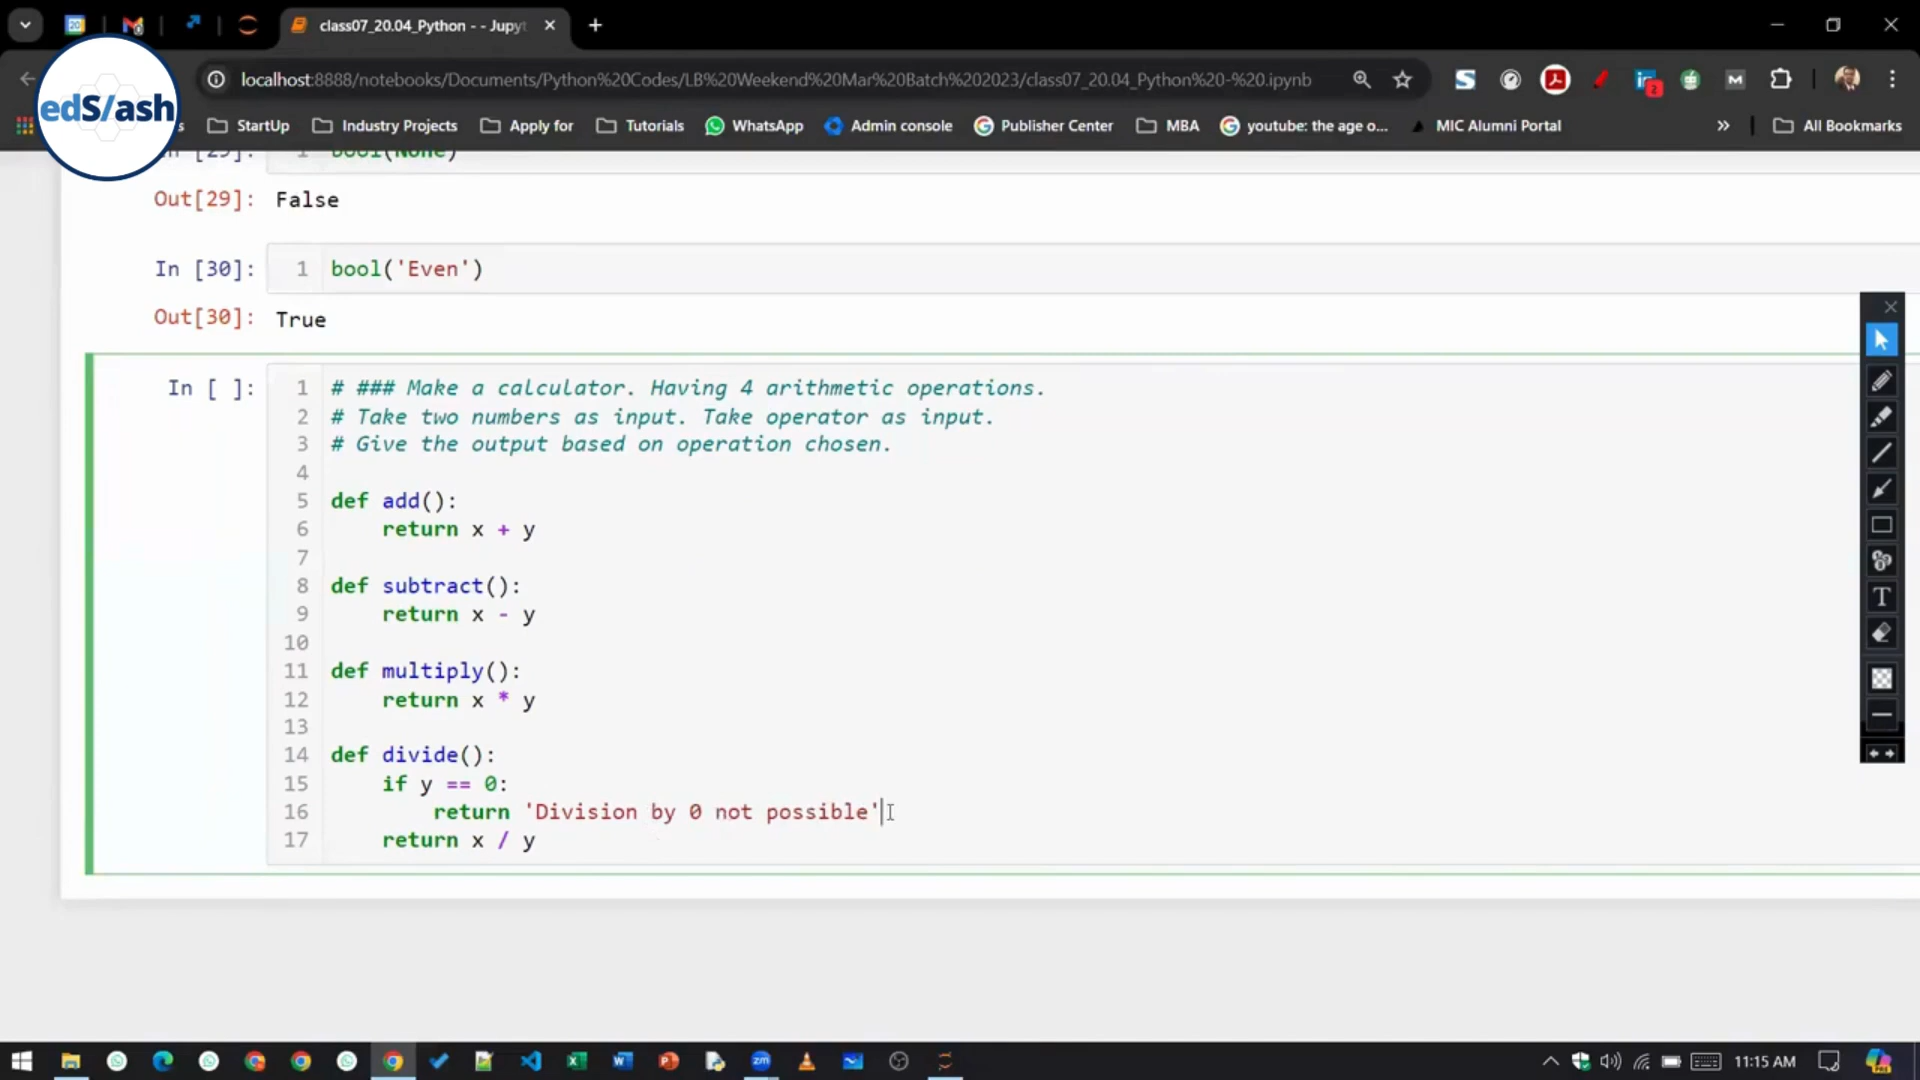 class07_20.04_Python - - Jupyt
localhost:8888/notebooks/Documents/Python%20Codes/LB%20Weekend%20Mar%20Batch%202023/class07_20.04_Python%20-%20.ipynb
edS/ash
StartUp
Industry Projects
Apply for
Tutorials
WhatsApp
Admin console
Publisher Center
MBA
youtube: the age o...
MIC Alumni Portal
»
All Bookmarks
In [29]: 1 bool(None)
Out[29]: False
In [30]: 1 bool('Even')
Out[30]: True
In [ ]: 1 # ### Make a calculator. Having 4 arithmetic operations.
2 # Take two numbers as input. Take operator as input.
3 # Give the output based on operation chosen.
4
5 def add():
6 return x + y
7
8 def subtract():
9 return x - y
10
11 def multiply():
12 return x * y
13
14 def divide():
15 if y == 0:
16 return 'Division by 0 not possible'
17 return x / y
11:15 AM